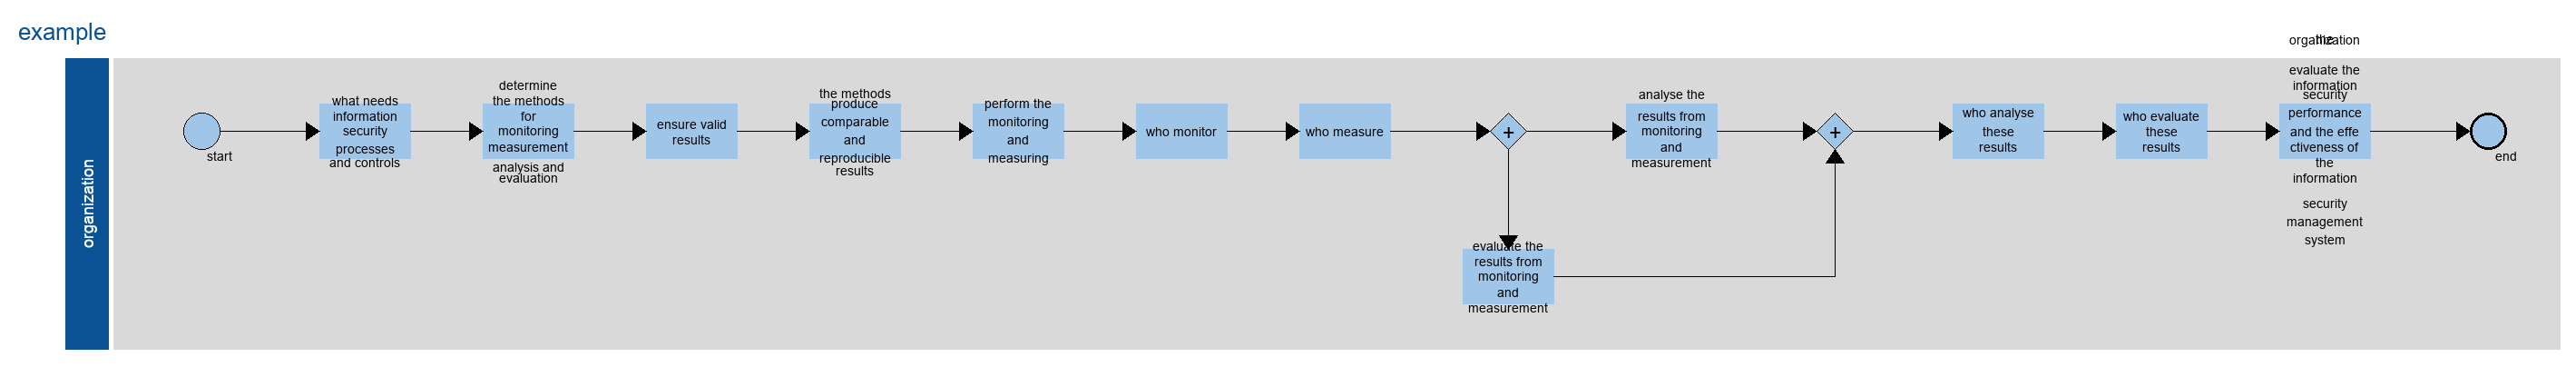 example
organization
start
what needs
information
security
processes
and controls
determine
the methods
for
monitoring
measurement
analysis and
evaluation
ensure valid
results
the methods
produce
comparable
and
reproducible
results
perform the
monitoring
and
measuring
who monitor
who measure
+
analyse the
results from
monitoring
and
measurement
evaluate the
results from
monitoring
and
measurement
+
who analyse
these
results
who evaluate
these
results
the
organization
evaluate the
information
security
performance
and the effe
ctiveness of
the
information
security
management
system
end